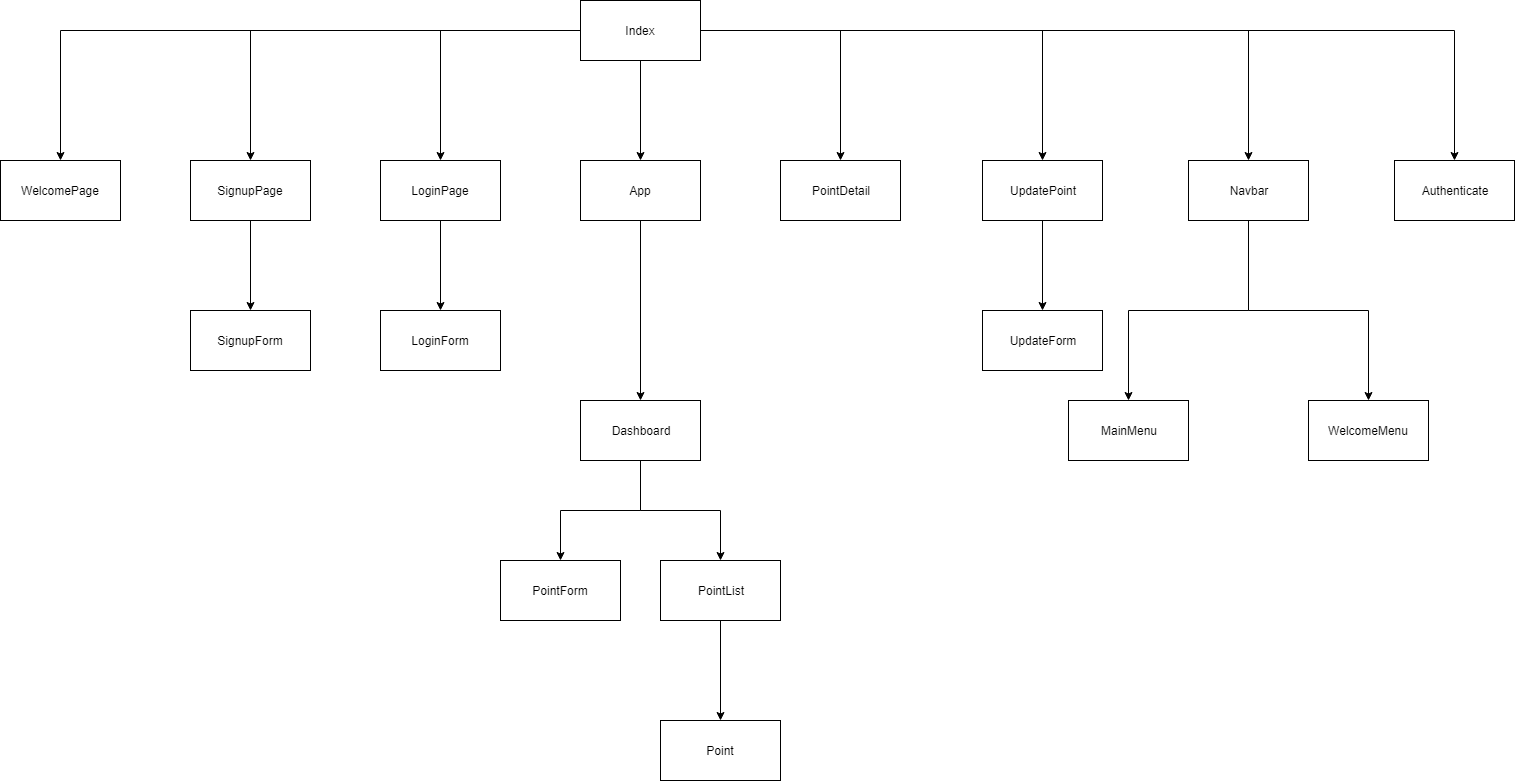 Index
WelcomePage
SignupPage
LoginPage
App
PointDetail
UpdatePoint
Navbar
Authenticate
SignupForm
LoginForm
UpdateForm
Dashboard
MainMenu
WelcomeMenu
PointForm
PointList
Point